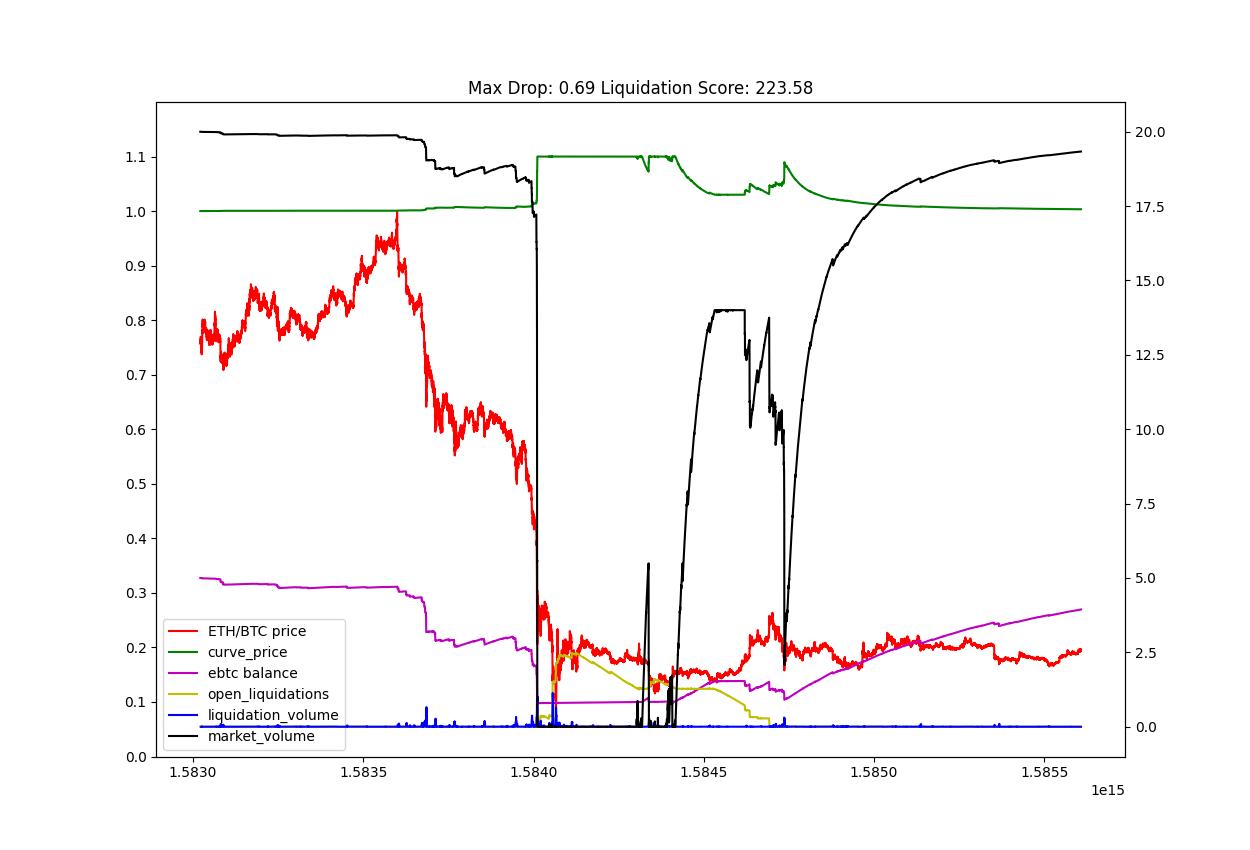 Max Drop: 0.69 Liquidation Score: 223.58
1.1
1.0
0.9
0.8
0.7
0.6
0.5
0.4
0.3
0.2
0.1
0.0
20.0
17.5
15.0
12.5
10.0
7.5
5.0
2.5
0.0
ETH/BTC price
curve_price
ebtc balance
open_liquidations
liquidation_volume
market_volume
1.5830 1.5835 1.5840 1.5845 1.5850 1.5855
1e15